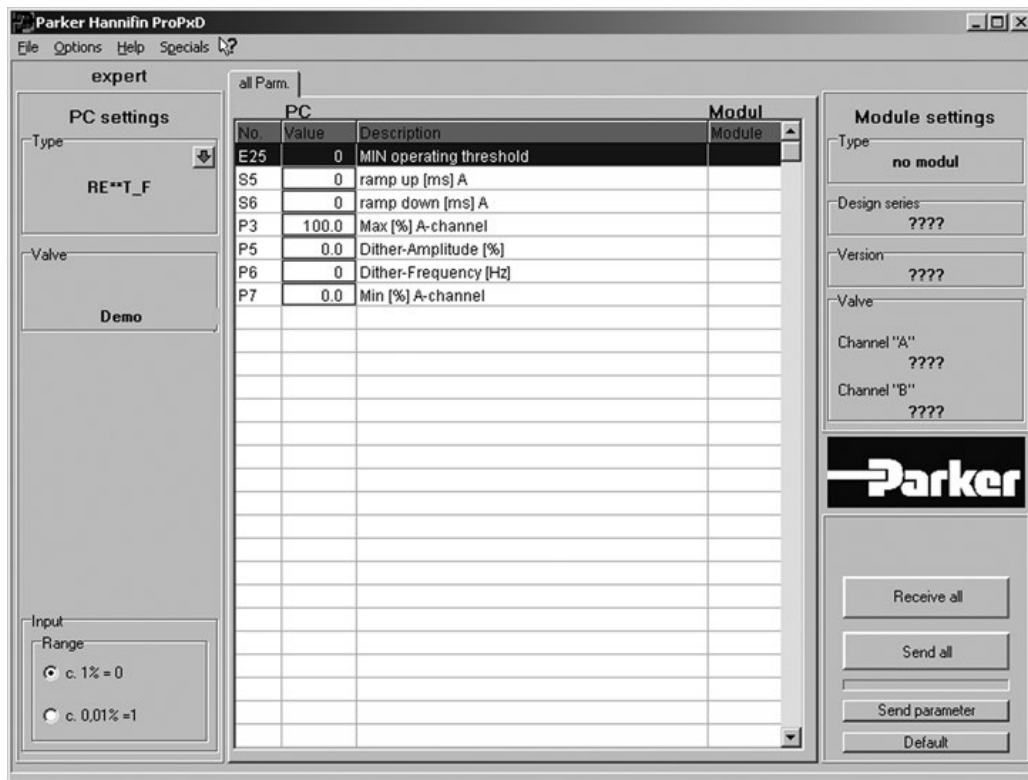 Parker Hannifin ProPxD
File Options Help Specials ?
expert
PC settings
Type
RE**T_F
Valve
Demo
Input
Range
c. 1% = 0
c. 0,01% =1
all Parm.
PC Modul
No. Value Description Module
E25 0 MIN operating threshold
S5 0 ramp up [ms] A
S6 0 ramp down [ms] A
P3 100.0 Max [%] A-channel
P5 0.0 Dither-Amplitude [%]
P6 0 Dither-Frequency [Hz]
P7 0.0 Min [%] A-channel
Module settings
Type
no modul
Design series
????
Version
????
Valve
Channel "A"
????
Channel "B"
????
Parker
Receive all
Send all
Send parameter
Default